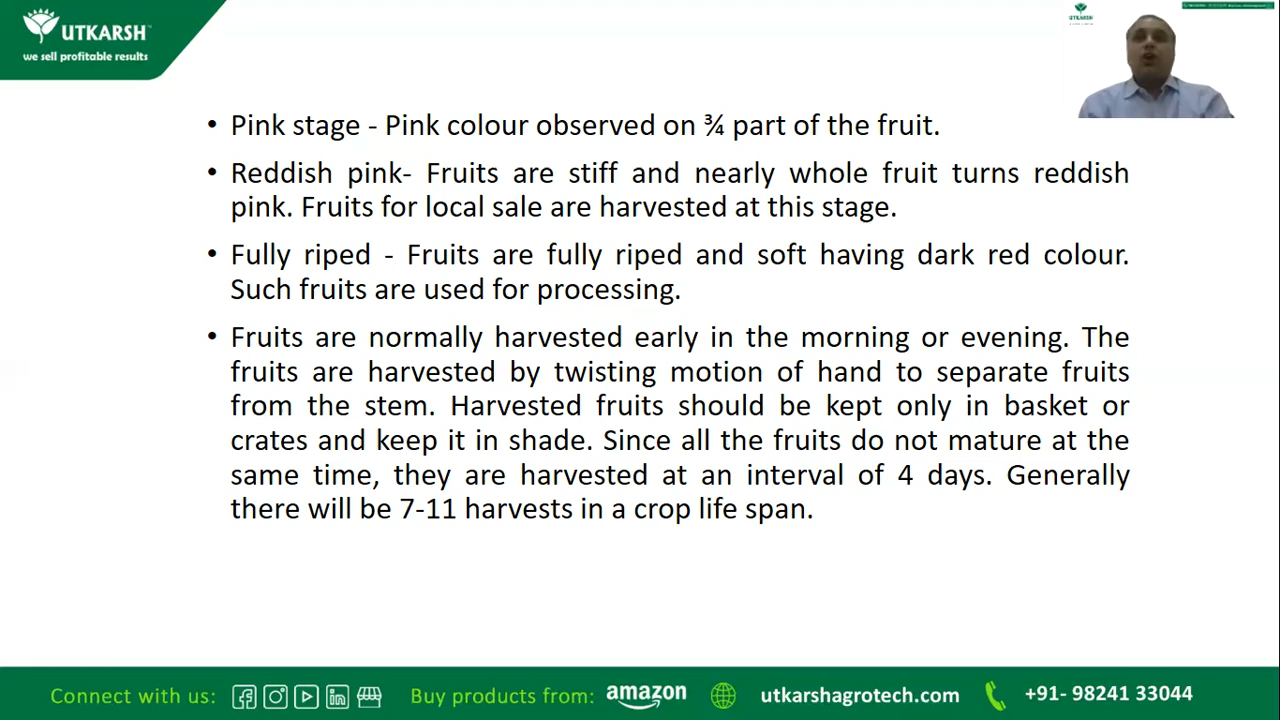 UTKARSH
we sell profitable results
UTKARSH
• Pink stage - Pink colour observed on ¾ part of the fruit.
• Reddish pink- Fruits are stiff and nearly whole fruit turns reddish
pink. Fruits for local sale are harvested at this stage.
• Fully riped - Fruits are fully riped and soft having dark red colour.
Such fruits are used for processing.
• Fruits are normally harvested early in the morning or evening. The
fruits are harvested by twisting motion of hand to separate fruits
from the stem. Harvested fruits should be kept only in basket or
crates and keep it in shade. Since all the fruits do not mature at the
same time, they are harvested at an interval of 4 days. Generally
there will be 7-11 harvests in a crop life span.
Connect with us:
Buy products from: amazon
utkarshagrotech.com
+91- 98241 33044